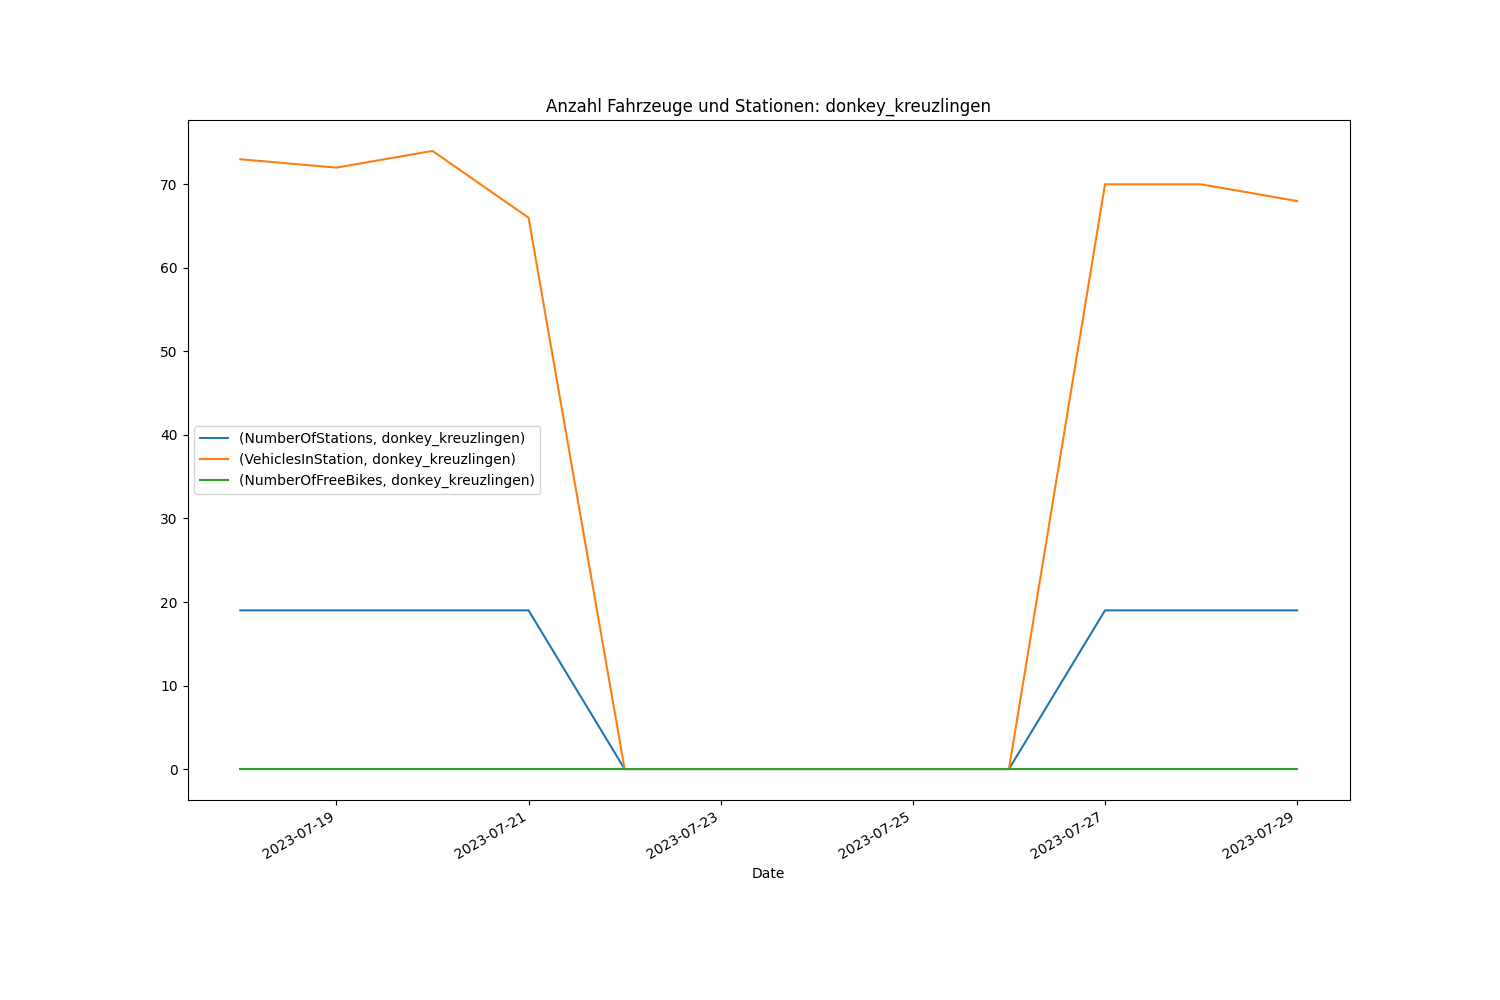 Anzahl Fahrzeuge und Stationen: donkey_kreuzlingen
70
60
50
40
30
20
10
0
(NumberOfStations, donkey_kreuzlingen)
(VehiclesInStation, donkey_kreuzlingen)
(NumberOfFreeBikes, donkey_kreuzlingen)
2023-07-19
2023-07-21
2023-07-23
2023-07-25
2023-07-27
2023-07-29
Date